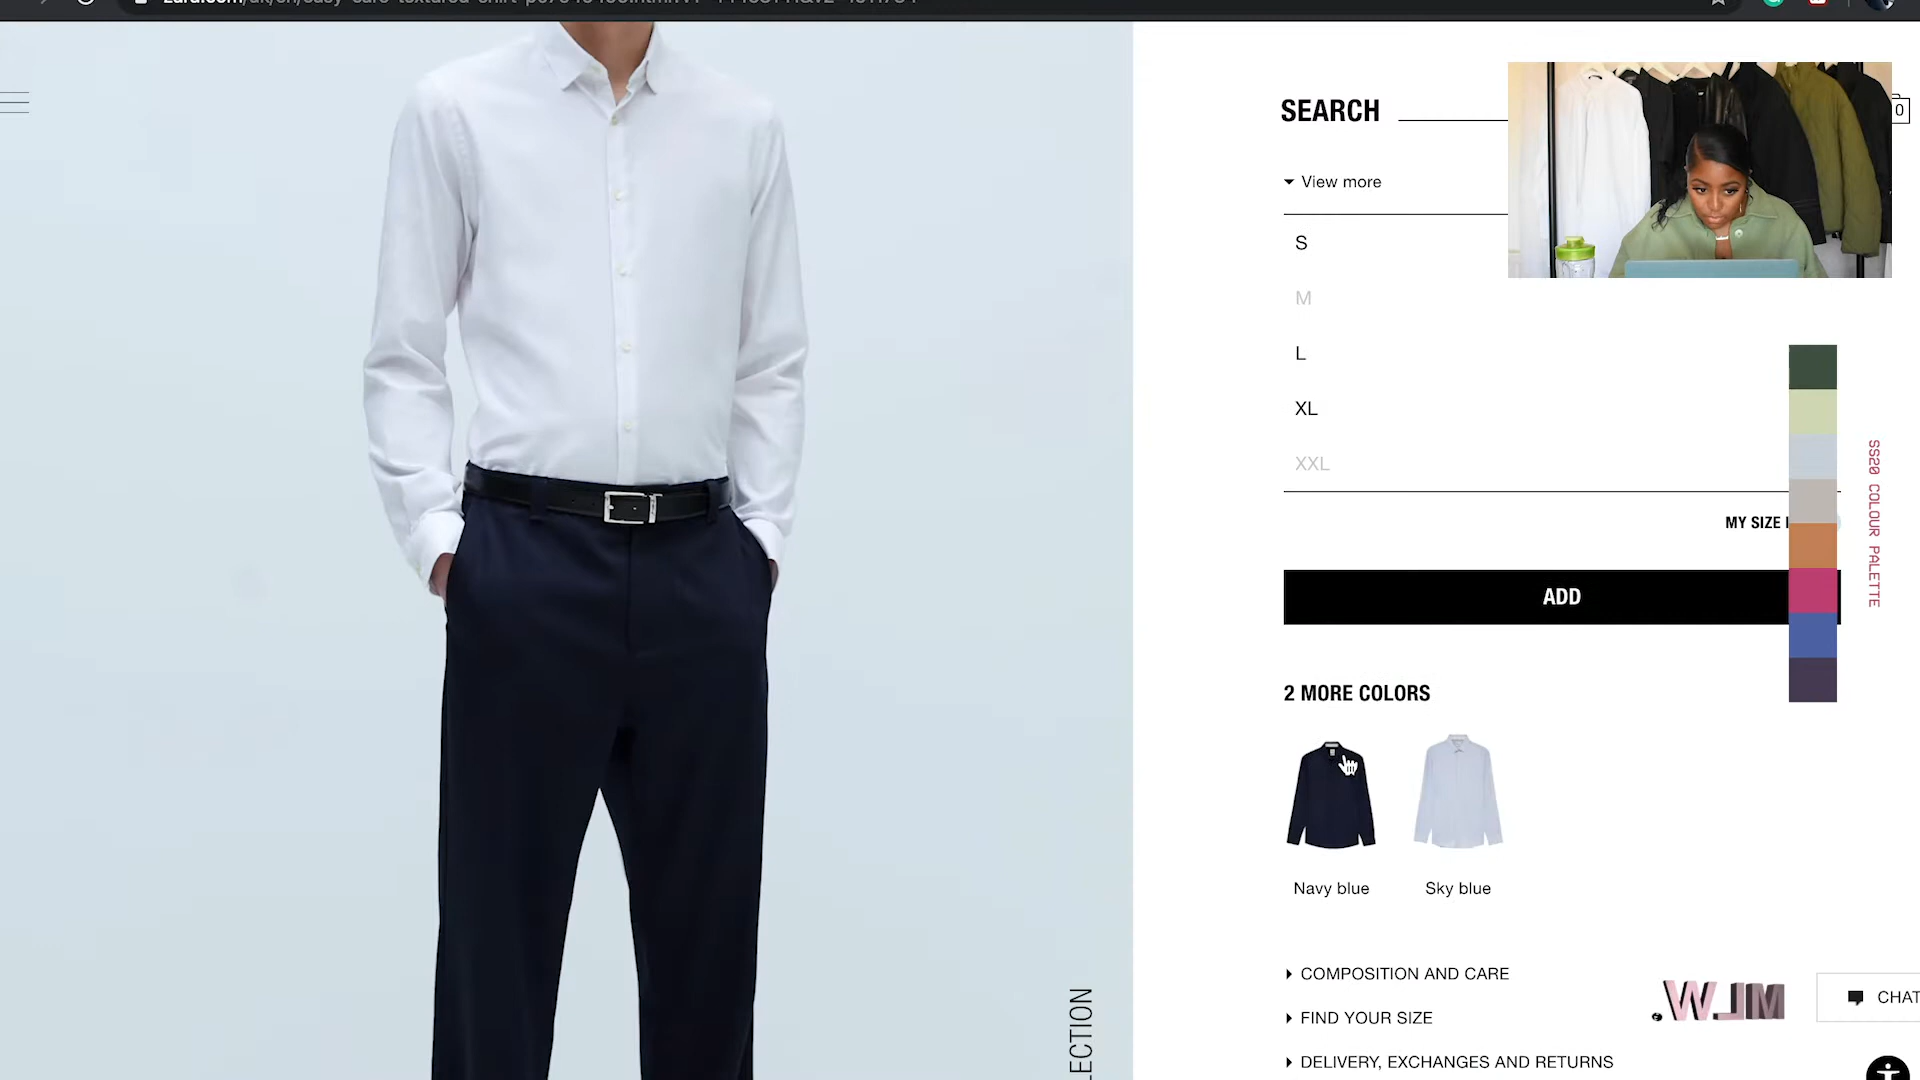 SEARCH
0
View more
S
M
L
XL
XXL
MY SIZE
ADD
SS20 COLOUR PALETTE
2 MORE COLORS
Navy blue
Sky blue
COMPOSITION AND CARE
FIND YOUR SIZE
DELIVERY, EXCHANGES AND RETURNS
CHAT
LECTION